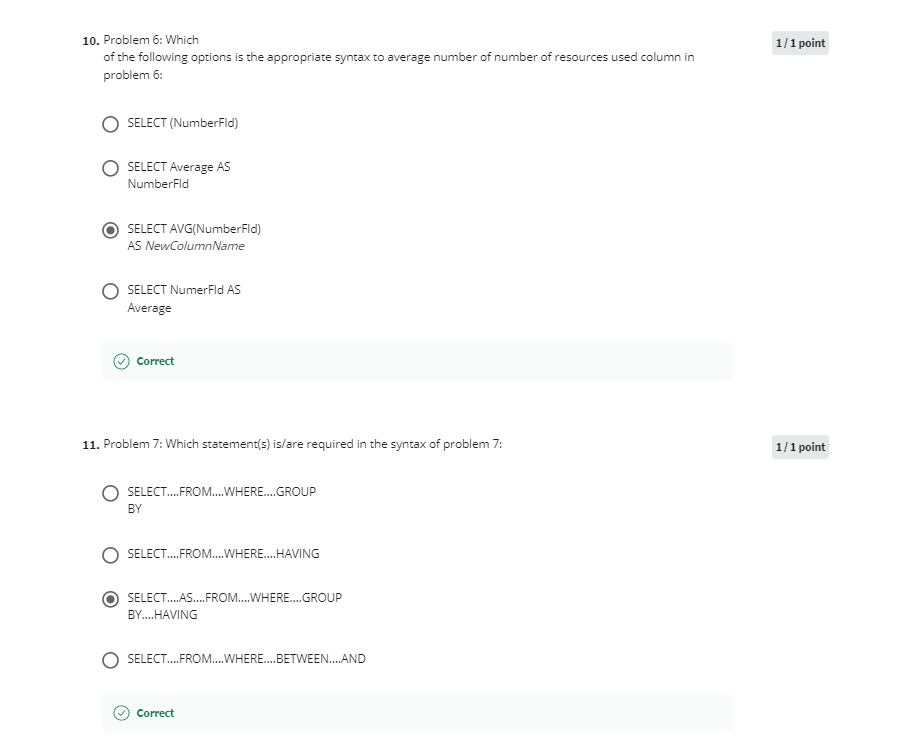 10. Problem 6: Which 1 / 1 point
of the following options is the appropriate syntax to average number of number of resources used column in
problem 6:
SELECT (NumberFld)
SELECT Average AS
NumberFld
SELECT AVG(NumberFld)
AS NewColumnName
SELECT NumerFld AS
Average
Correct
11. Problem 7: Which statement(s) is/are required in the syntax of problem 7: 1 / 1 point
SELECT....FROM....WHERE....GROUP
BY
SELECT....FROM....WHERE....HAVING
SELECT....AS....FROM....WHERE....GROUP
BY....HAVING
SELECT....FROM....WHERE....BETWEEN....AND
Correct